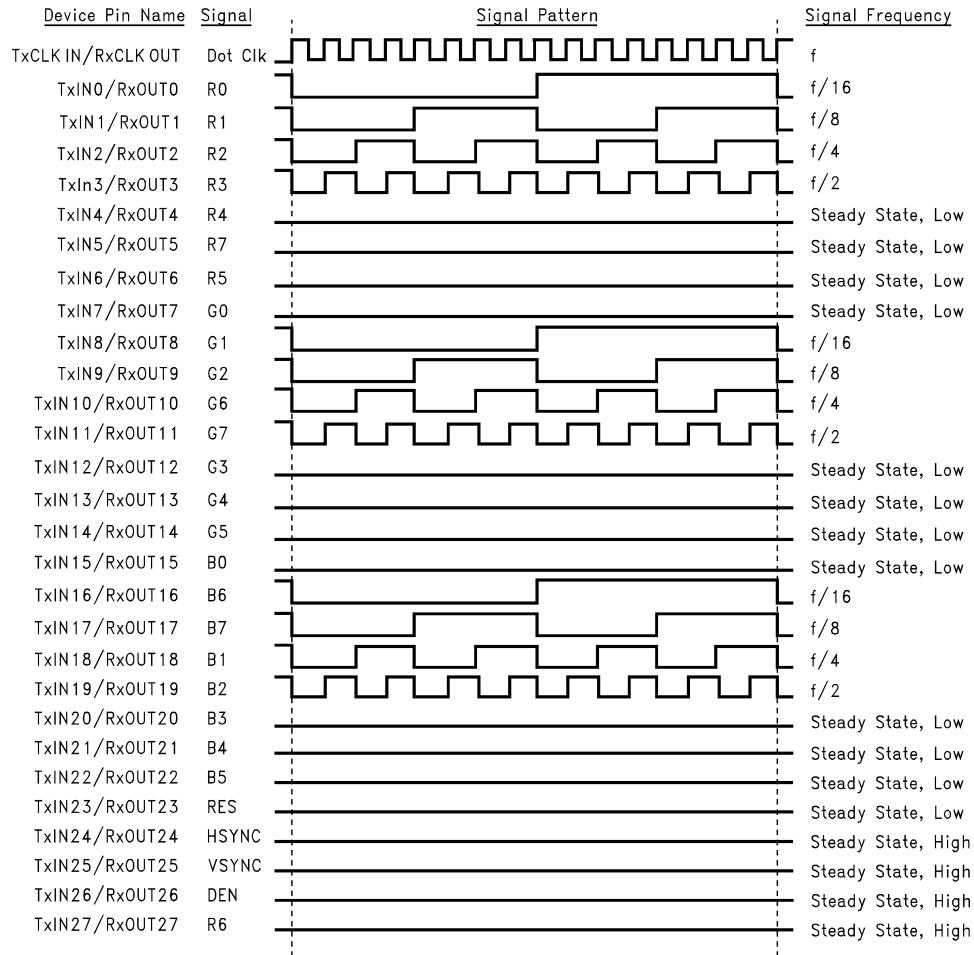 Device Pin Name Signal Signal Pattern Signal Frequency
TxCLK IN/RxCLK OUT Dot Clk f
TxIN0/RxOUT0 R0 f/16
TxIN1/RxOUT1 R1 f/8
TxIN2/RxOUT2 R2 f/4
TxIn3/RxOUT3 R3 f/2
TxIN4/RxOUT4 R4 Steady State, Low
TxIN5/RxOUT5 R7 Steady State, Low
TxIN6/RxOUT6 R5 Steady State, Low
TxIN7/RxOUT7 G0 Steady State, Low
TxIN8/RxOUT8 G1 f/16
TxIN9/RxOUT9 G2 f/8
TxIN10/RxOUT10 G6 f/4
TxIN11/RxOUT11 G7 f/2
TxIN12/RxOUT12 G3 Steady State, Low
TxIN13/RxOUT13 G4 Steady State, Low
TxIN14/RxOUT14 G5 Steady State, Low
TxIN15/RxOUT15 B0 Steady State, Low
TxIN16/RxOUT16 B6 f/16
TxIN17/RxOUT17 B7 f/8
TxIN18/RxOUT18 B1 f/4
TxIN19/RxOUT19 B2 f/2
TxIN20/RxOUT20 B3 Steady State, Low
TxIN21/RxOUT21 B4 Steady State, Low
TxIN22/RxOUT22 B5 Steady State, Low
TxIN23/RxOUT23 RES Steady State, Low
TxIN24/RxOUT24 HSYNC Steady State, High
TxIN25/RxOUT25 VSYNC Steady State, High
TxIN26/RxOUT26 DEN Steady State, High
TxIN27/RxOUT27 R6 Steady State, High